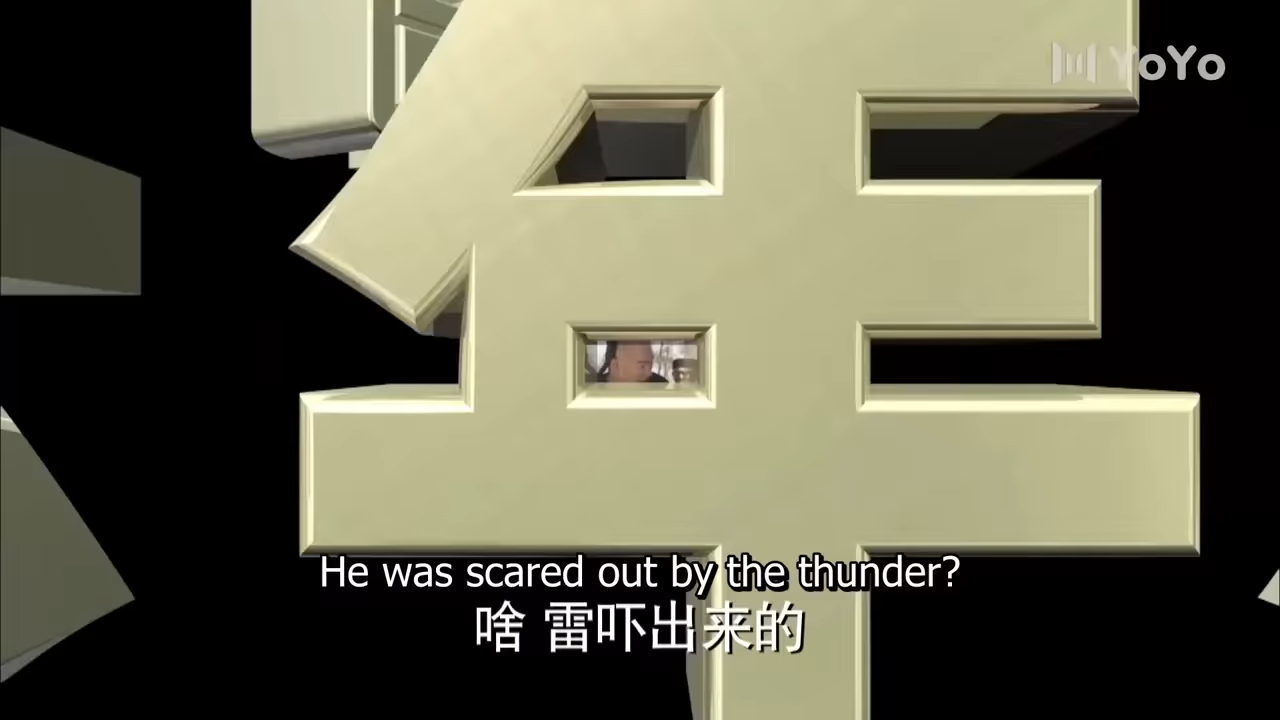 YoYo
年
He was scared out by the thunder?
啥 雷吓出来的